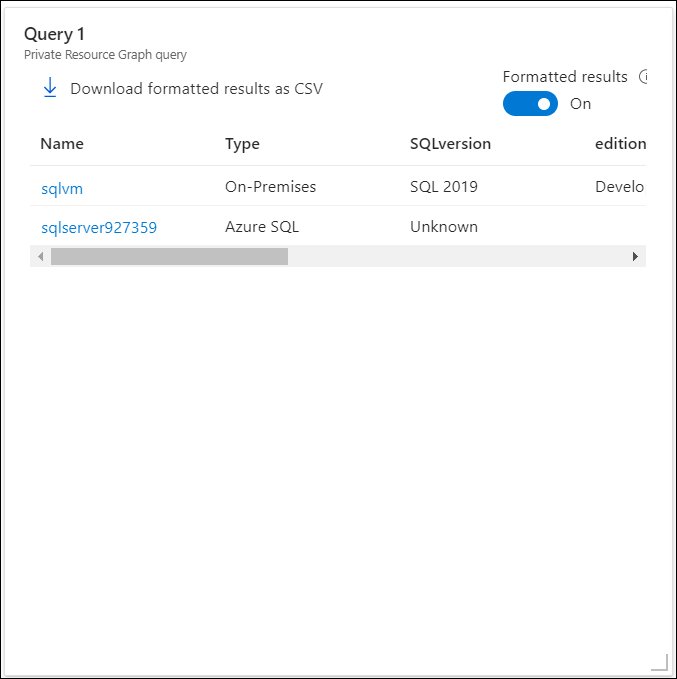 Query 1
Private Resource Graph query
Download formatted results as CSV
Formatted results
On
Name Type SQLversion edition
sqlvm On-Premises SQL 2019 Develo
sqlserver927359 Azure SQL Unknown